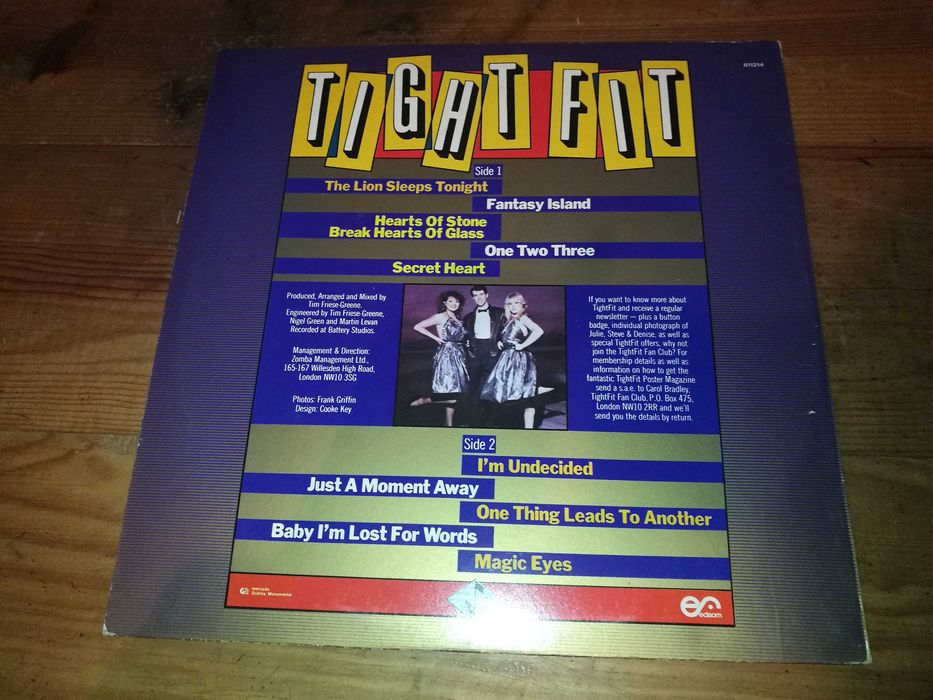 611214
TIGHT FIT
Side 1
The Lion Sleeps Tonight
Fantasy Island
Hearts Of Stone
Break Hearts Of Glass
One Two Three
Secret Heart
Produced, Arranged and Mixed by
Tim Friese-Greene.
Engineered by Tim Friese-Greene,
Nigel Green and Martin Levan
Recorded at Battery Studios.
Management & Direction:
Zomba Management Ltd.,
165-167 Willesden High Road,
London NW10 3SG
Photos: Frank Griffin
Design: Cooke Key
If you want to know more about
TightFit and receive a regular
newsletter – plus a button
badge, individual photograph of
Julie, Steve & Denise, as well as
special TightFit offers, why not
join the TightFit Fan Club? For
membership details as well as
information on how to get the
fantastic TightFit Poster Magazine
send a s.a.e. to Carol Bradley,
TightFit Fan Club, P.O. Box 475,
London NW10 2RR and we'll
send you the details by return.
Side 2
I'm Undecided
Just A Moment Away
One Thing Leads To Another
Baby I'm Lost For Words
Magic Eyes
Gráfica Monumental
edisom